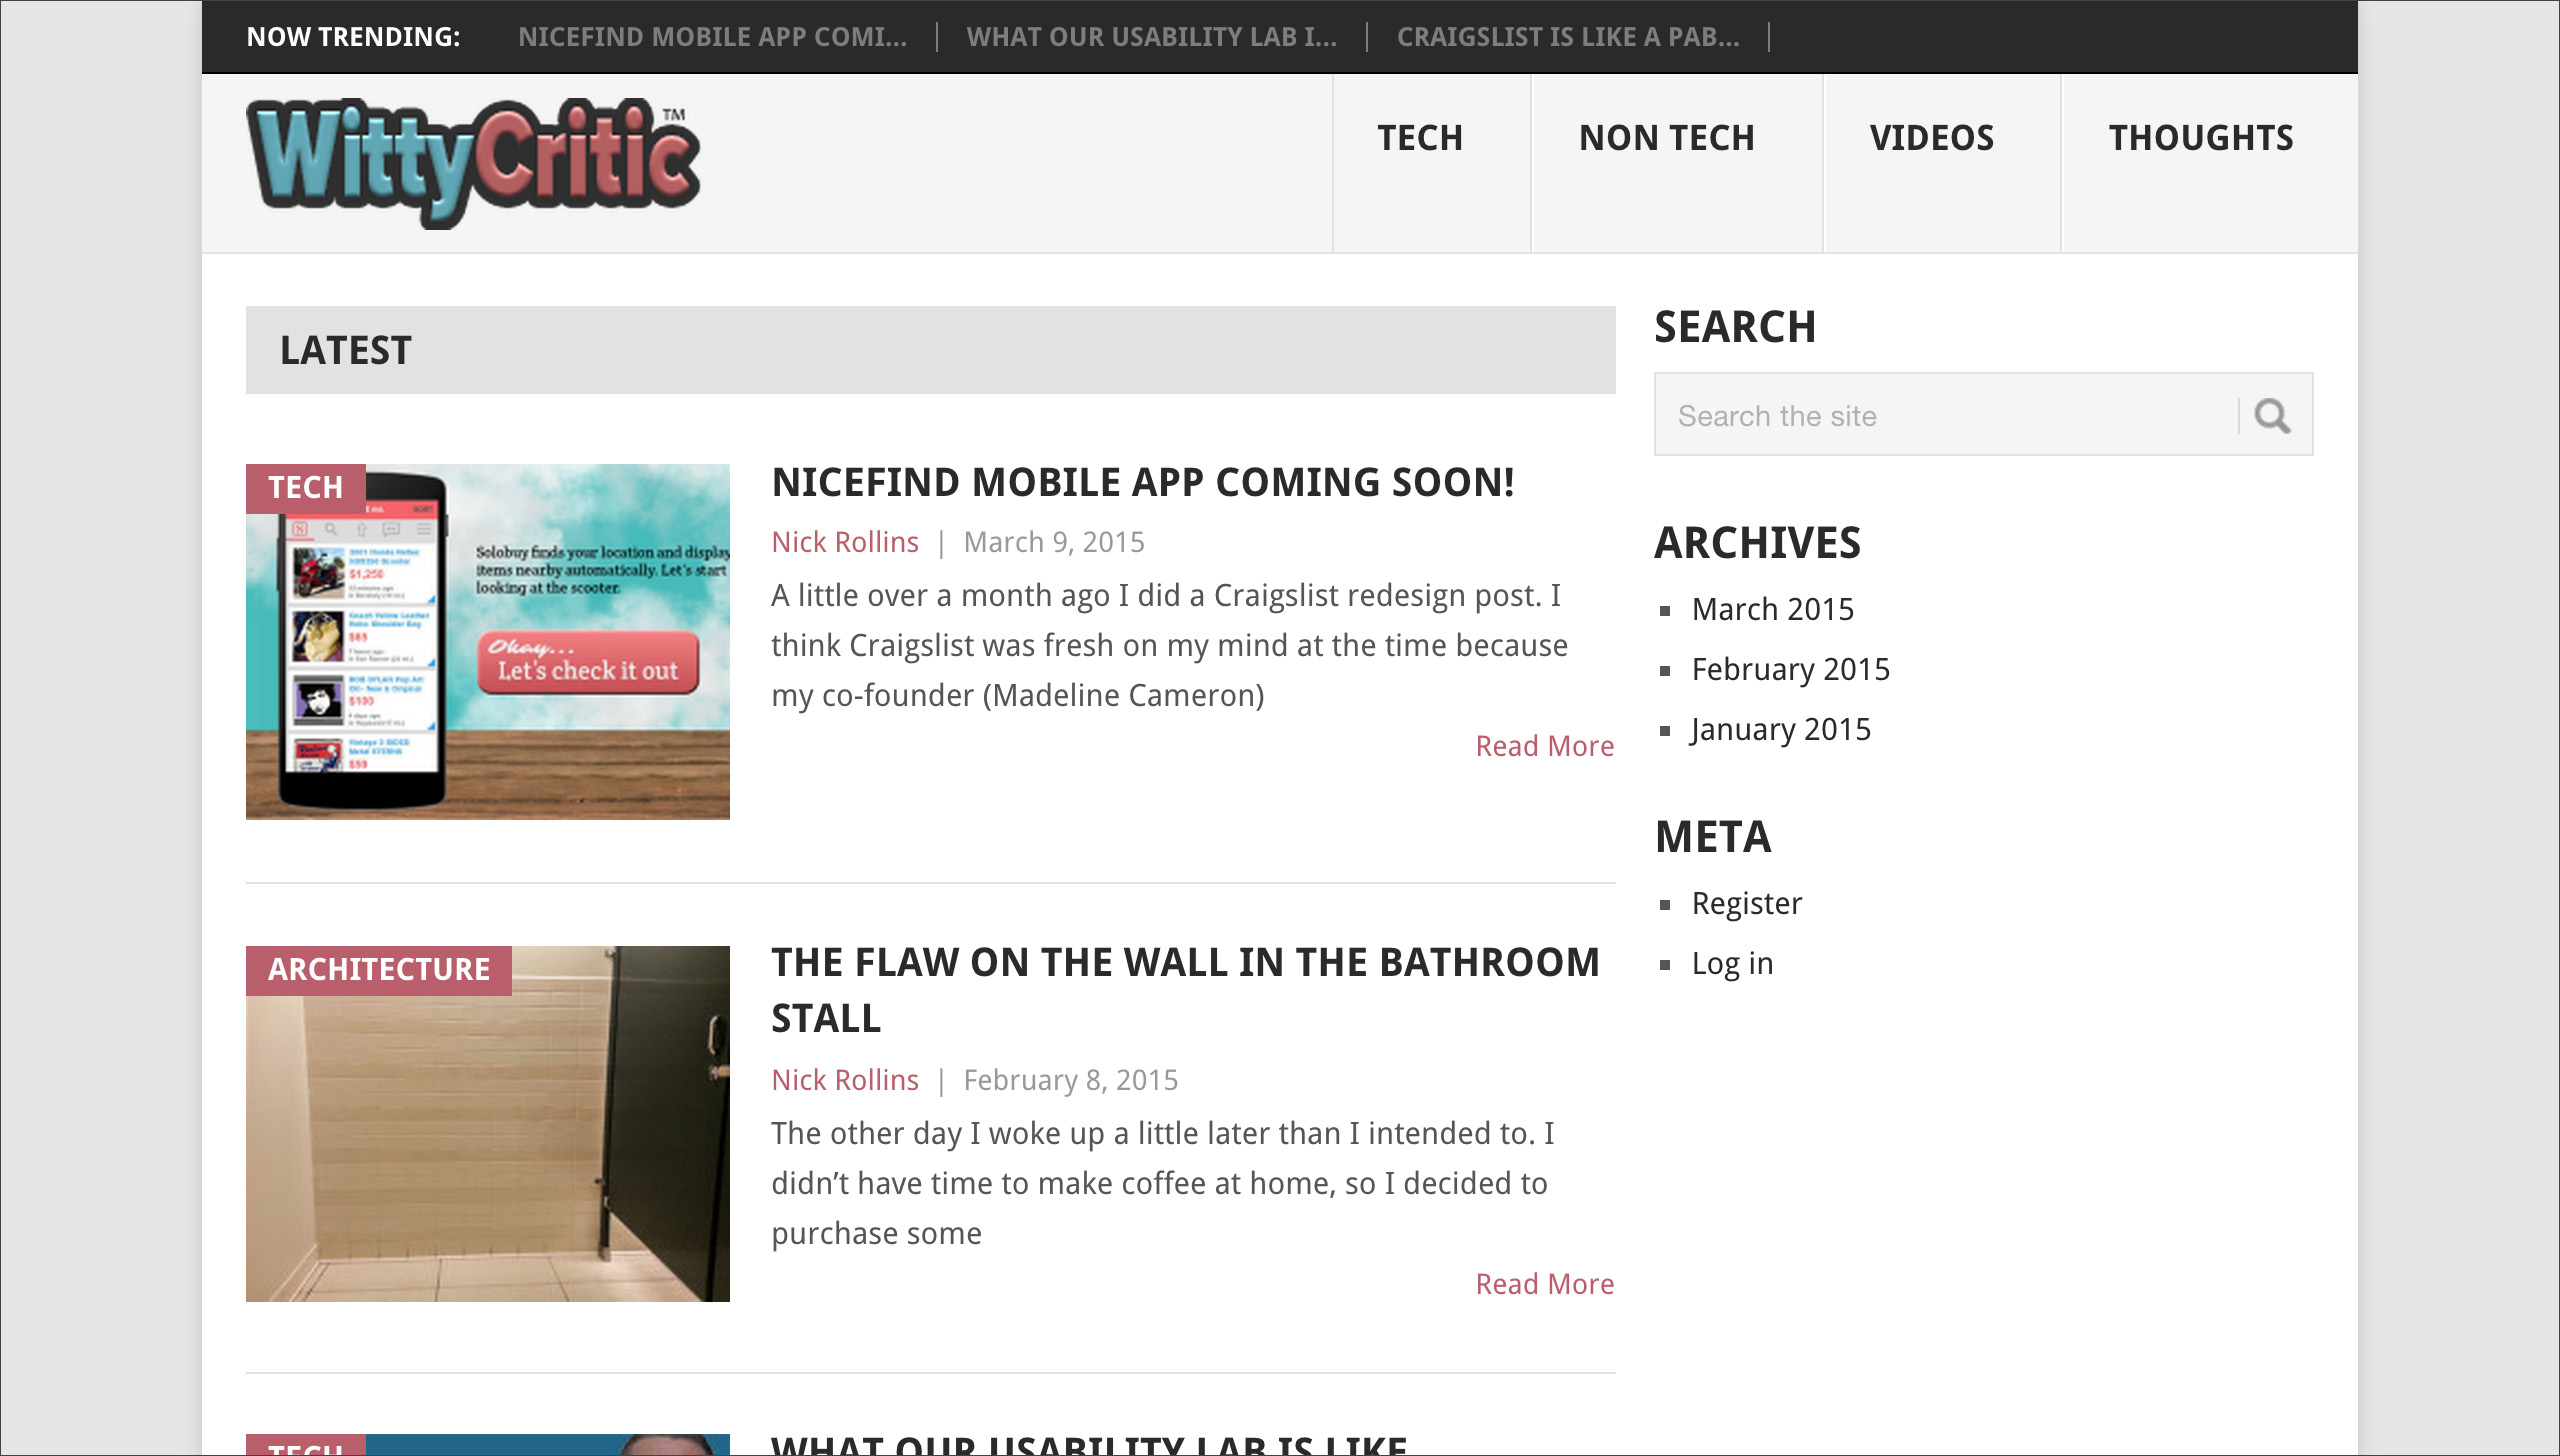 NOW TRENDING: NICEFIND MOBILE APP COMI... WHAT OUR USABILITY LAB I... CRAIGSLIST IS LIKE A PAB...
WittyCritic™
TECH NON TECH VIDEOS THOUGHTS
LATEST
TECH
Solobuy finds your location and display
items nearby automatically. Let's start
looking at the scooter.
Okay...
Let's check it out
$1,250
$65
$100
$59
NICEFIND MOBILE APP COMING SOON!
Nick Rollins | March 9, 2015
A little over a month ago I did a Craigslist redesign post. I
think Craigslist was fresh on my mind at the time because
my co-founder (Madeline Cameron)
Read More
ARCHITECTURE
THE FLAW ON THE WALL IN THE BATHROOM
STALL
Nick Rollins | February 8, 2015
The other day I woke up a little later than I intended to. I
didn’t have time to make coffee at home, so I decided to
purchase some
Read More
TECH
WHAT OUR USABILITY LAB IS LIKE
SEARCH
Search the site
ARCHIVES
March 2015
February 2015
January 2015
META
Register
Log in